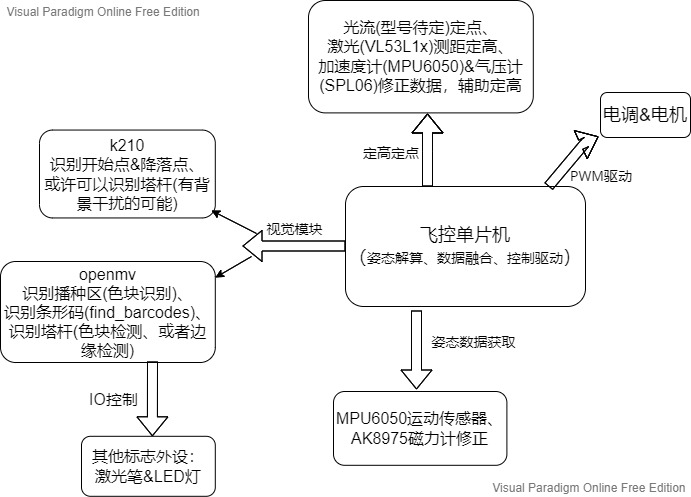 Visual Paradigm Online Free Edition
光流(型号待定)定点、
激光(VL53L1x)测距定高、
加速度计(MPU6050)&气压计
(SPL06)修正数据，辅助定高
电调&电机
k210
识别开始点&降落点、
或许可以识别塔杆(有背
景干扰的可能)
定高定点
PWM驱动
视觉模块
飞控单片机
（姿态解算、数据融合、控制驱动）
openmv
识别播种区(色块识别)、
识别条形码(find_barcodes)、
识别塔杆(色块检测、或者边
缘检测)
姿态数据获取
IO控制
MPU6050运动传感器、
AK8975磁力计修正
其他标志外设：
激光笔&LED灯
Visual Paradigm Online Free Edition